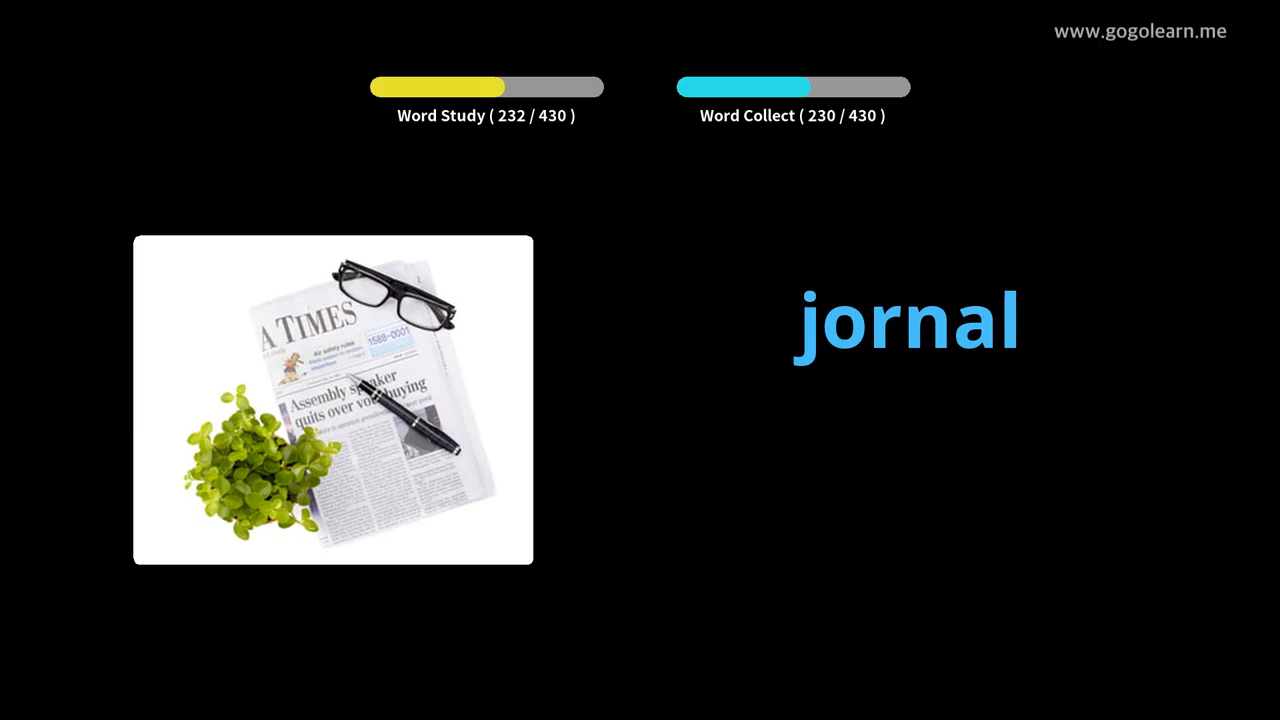 www.gogolearn.me
Word Study ( 232 / 430 )
Word Collect ( 230 / 430 )
jornal
A TIMES
Air safety rules
1588-0001
Assembly speaker
quits over vote buying